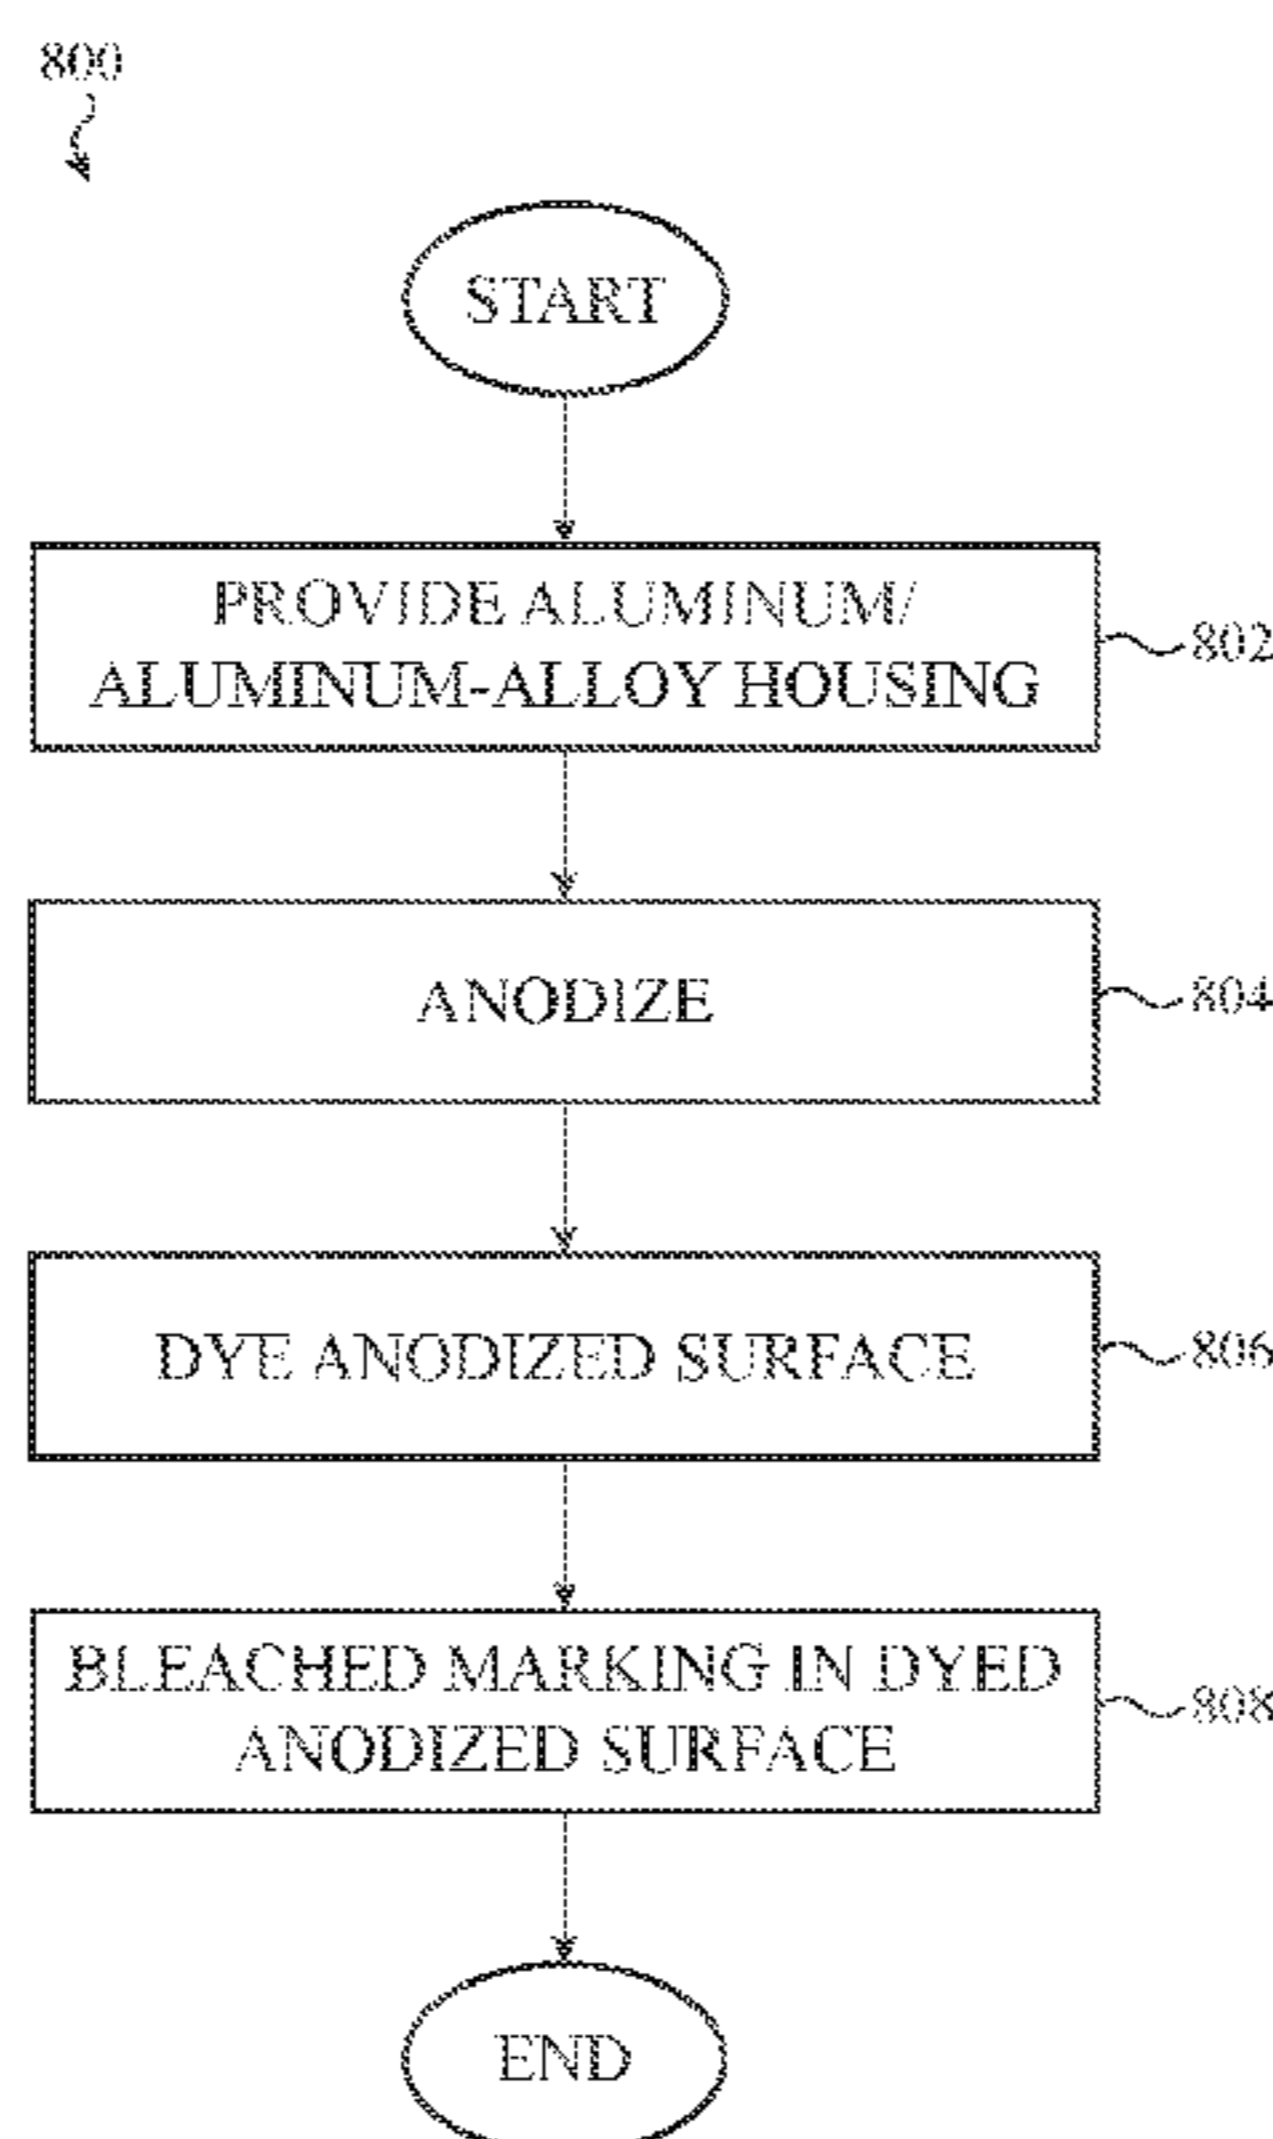 800
START
PROVIDE ALUMINUM/
ALUMINUM-ALLOY HOUSING
802
ANODIZE
804
DYE ANODIZED SURFACE
806
BLEACHED MARKING IN DYED
ANODIZED SURFACE
808
END